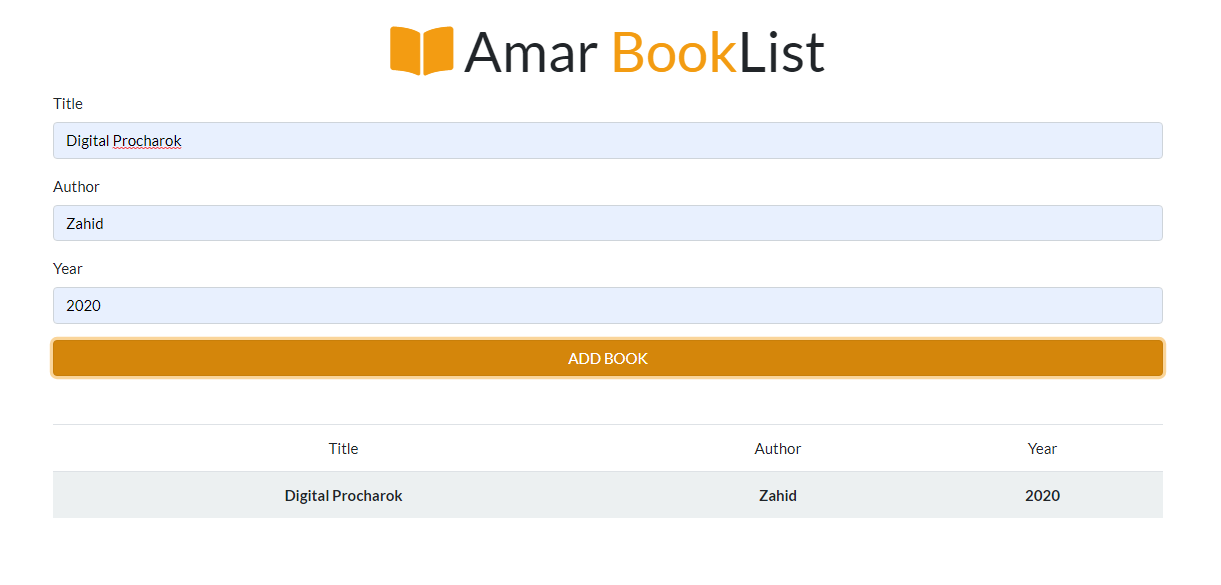 Amar BookList
Title
Digital Procharok
Author
Zahid
Year
2020
ADD BOOK
Title Author Year
Digital Procharok Zahid 2020